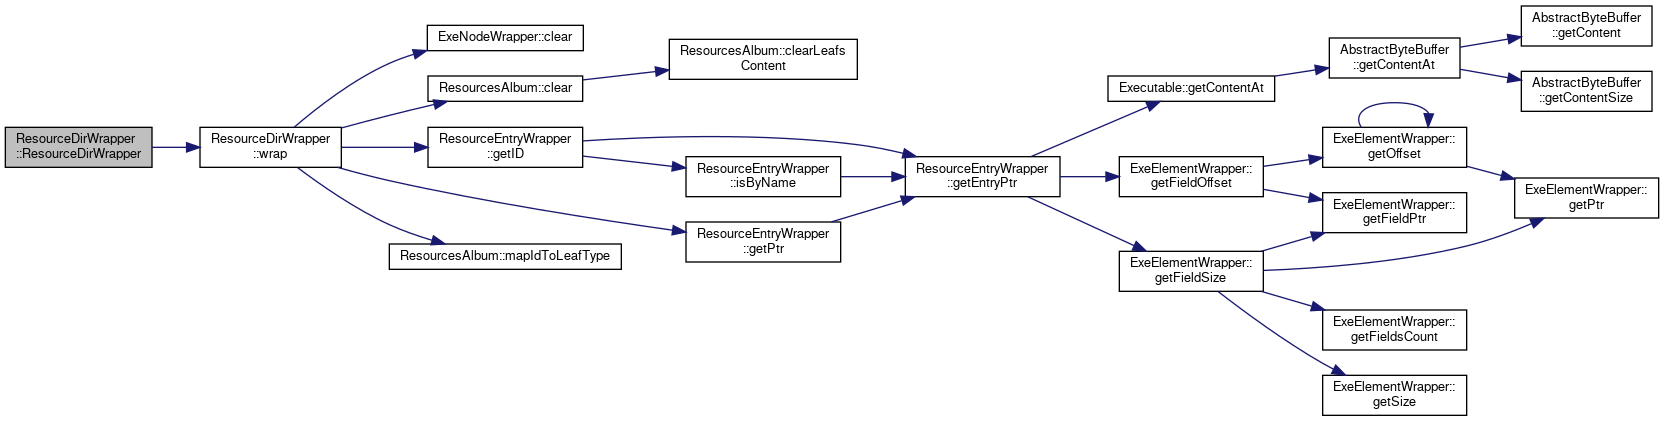 ResourceDirWrapper
::ResourceDirWrapper
ResourceDirWrapper
::wrap
ExeNodeWrapper::clear
ResourcesAlbum::clear
ResourceEntryWrapper
::getID
ResourcesAlbum::mapIdToLeafType
ResourcesAlbum::clearLeafs
Content
ResourceEntryWrapper
::isByName
ResourceEntryWrapper
::getPtr
ResourceEntryWrapper
::getEntryPtr
Executable::getContentAt
ExeElementWrapper::
getFieldOffset
ExeElementWrapper::
getFieldSize
AbstractByteBuffer
::getContentAt
ExeElementWrapper::
getOffset
ExeElementWrapper::
getFieldPtr
ExeElementWrapper::
getFieldsCount
ExeElementWrapper::
getSize
AbstractByteBuffer
::getContent
AbstractByteBuffer
::getContentSize
ExeElementWrapper::
getPtr